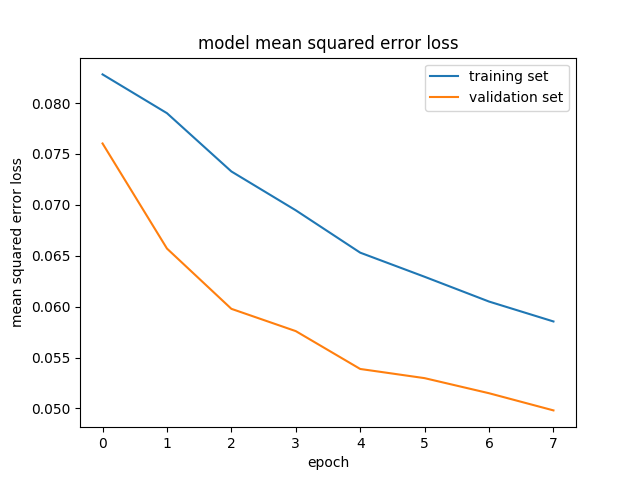 model mean squared error loss
training set
validation set
mean squared error loss
0.080
0.075
0.070
0.065
0.060
0.055
0.050
0 1 2 3 4 5 6 7
epoch